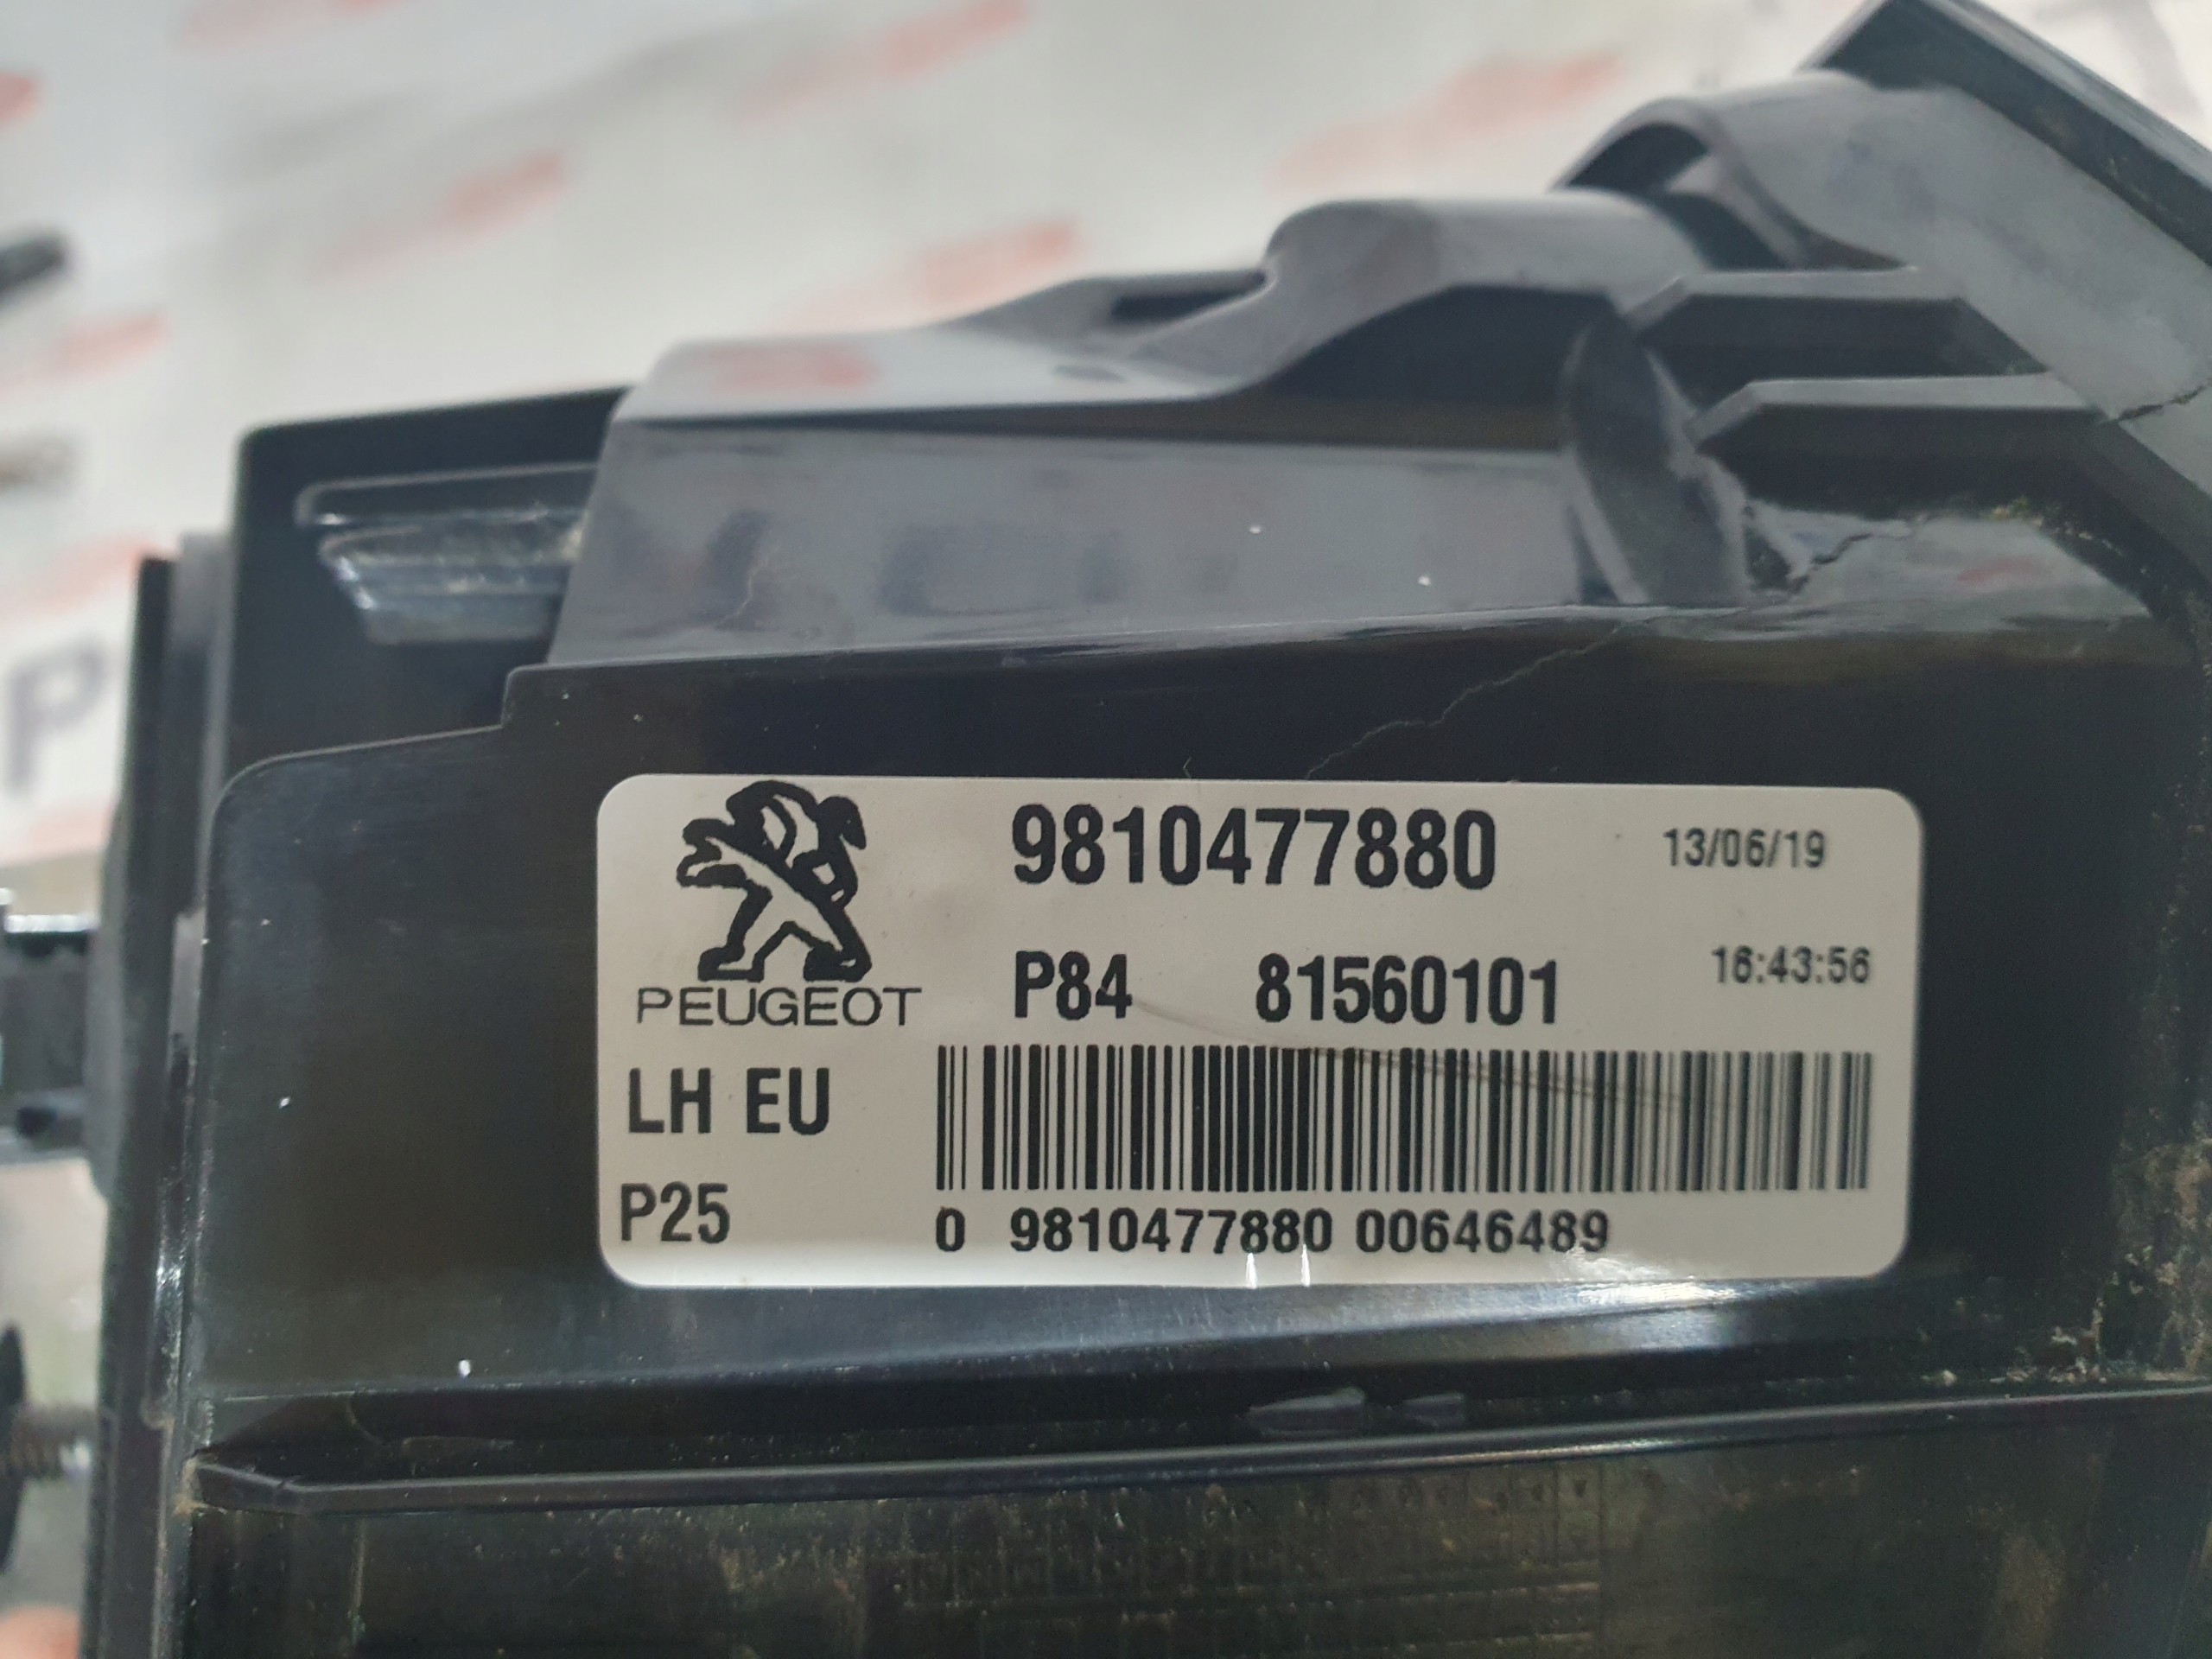 9810477880 13/06/19
P84 81560101 16:43:56
PEUGEOT
LH EU
P25
0 9810477880 00646489
P